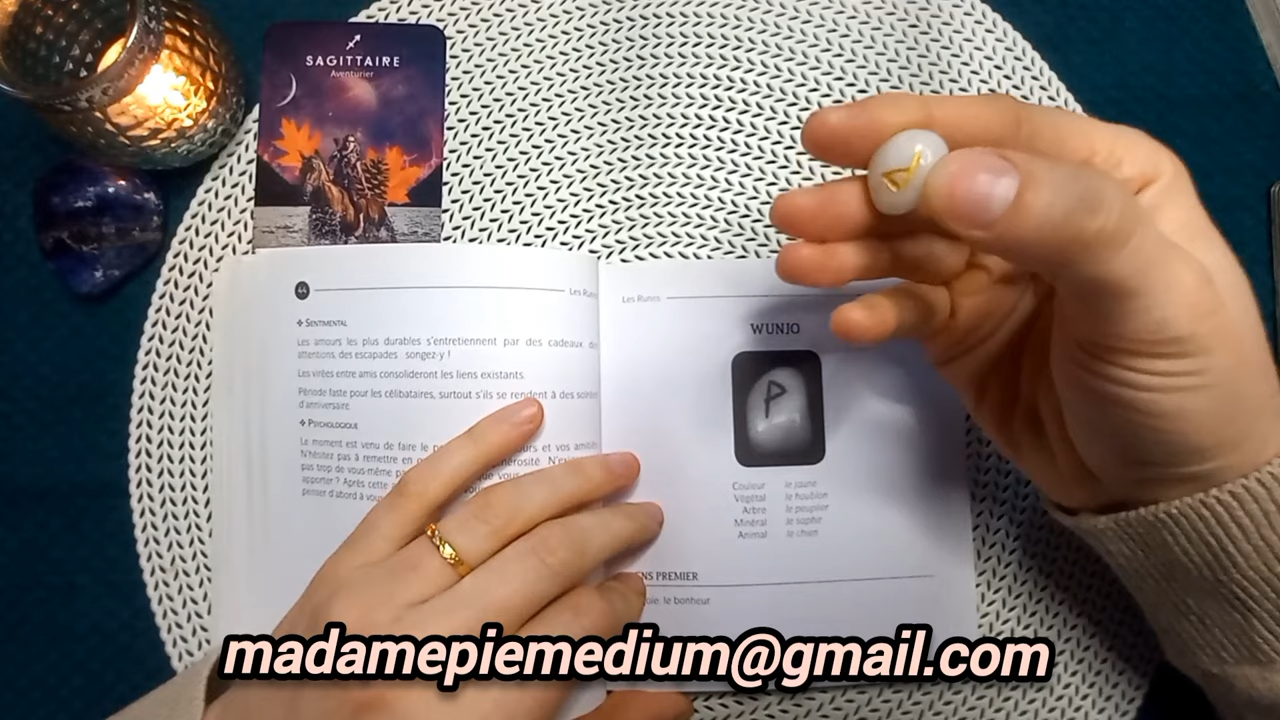 SAGITTAIRE
Aventurier
44
Les Runes
SENTIMENTAL
Les amours les plus durables s'entretiennent par des cadeaux, des
attentions, des escapades songez-y !
Les virées entre amis consolideront les liens existants.
Période faste pour les célibataires, surtout s'ils se rendent à des soirées
d'anniversaire.
PSYCHOLOGIQUE
Le moment est venu de faire le et vos
N'hésitez pas à remettre en
pas trop de vous-même que vous
apporter ? Après cette
penser d'abord à
Les Runes
WUNJO
Couleur le jaune
Végétal le houblon
Arbre le peuplier
Minéral le saphir
Animal le chien
PREMIER
le bonheur
madamepiemedium@gmail.com